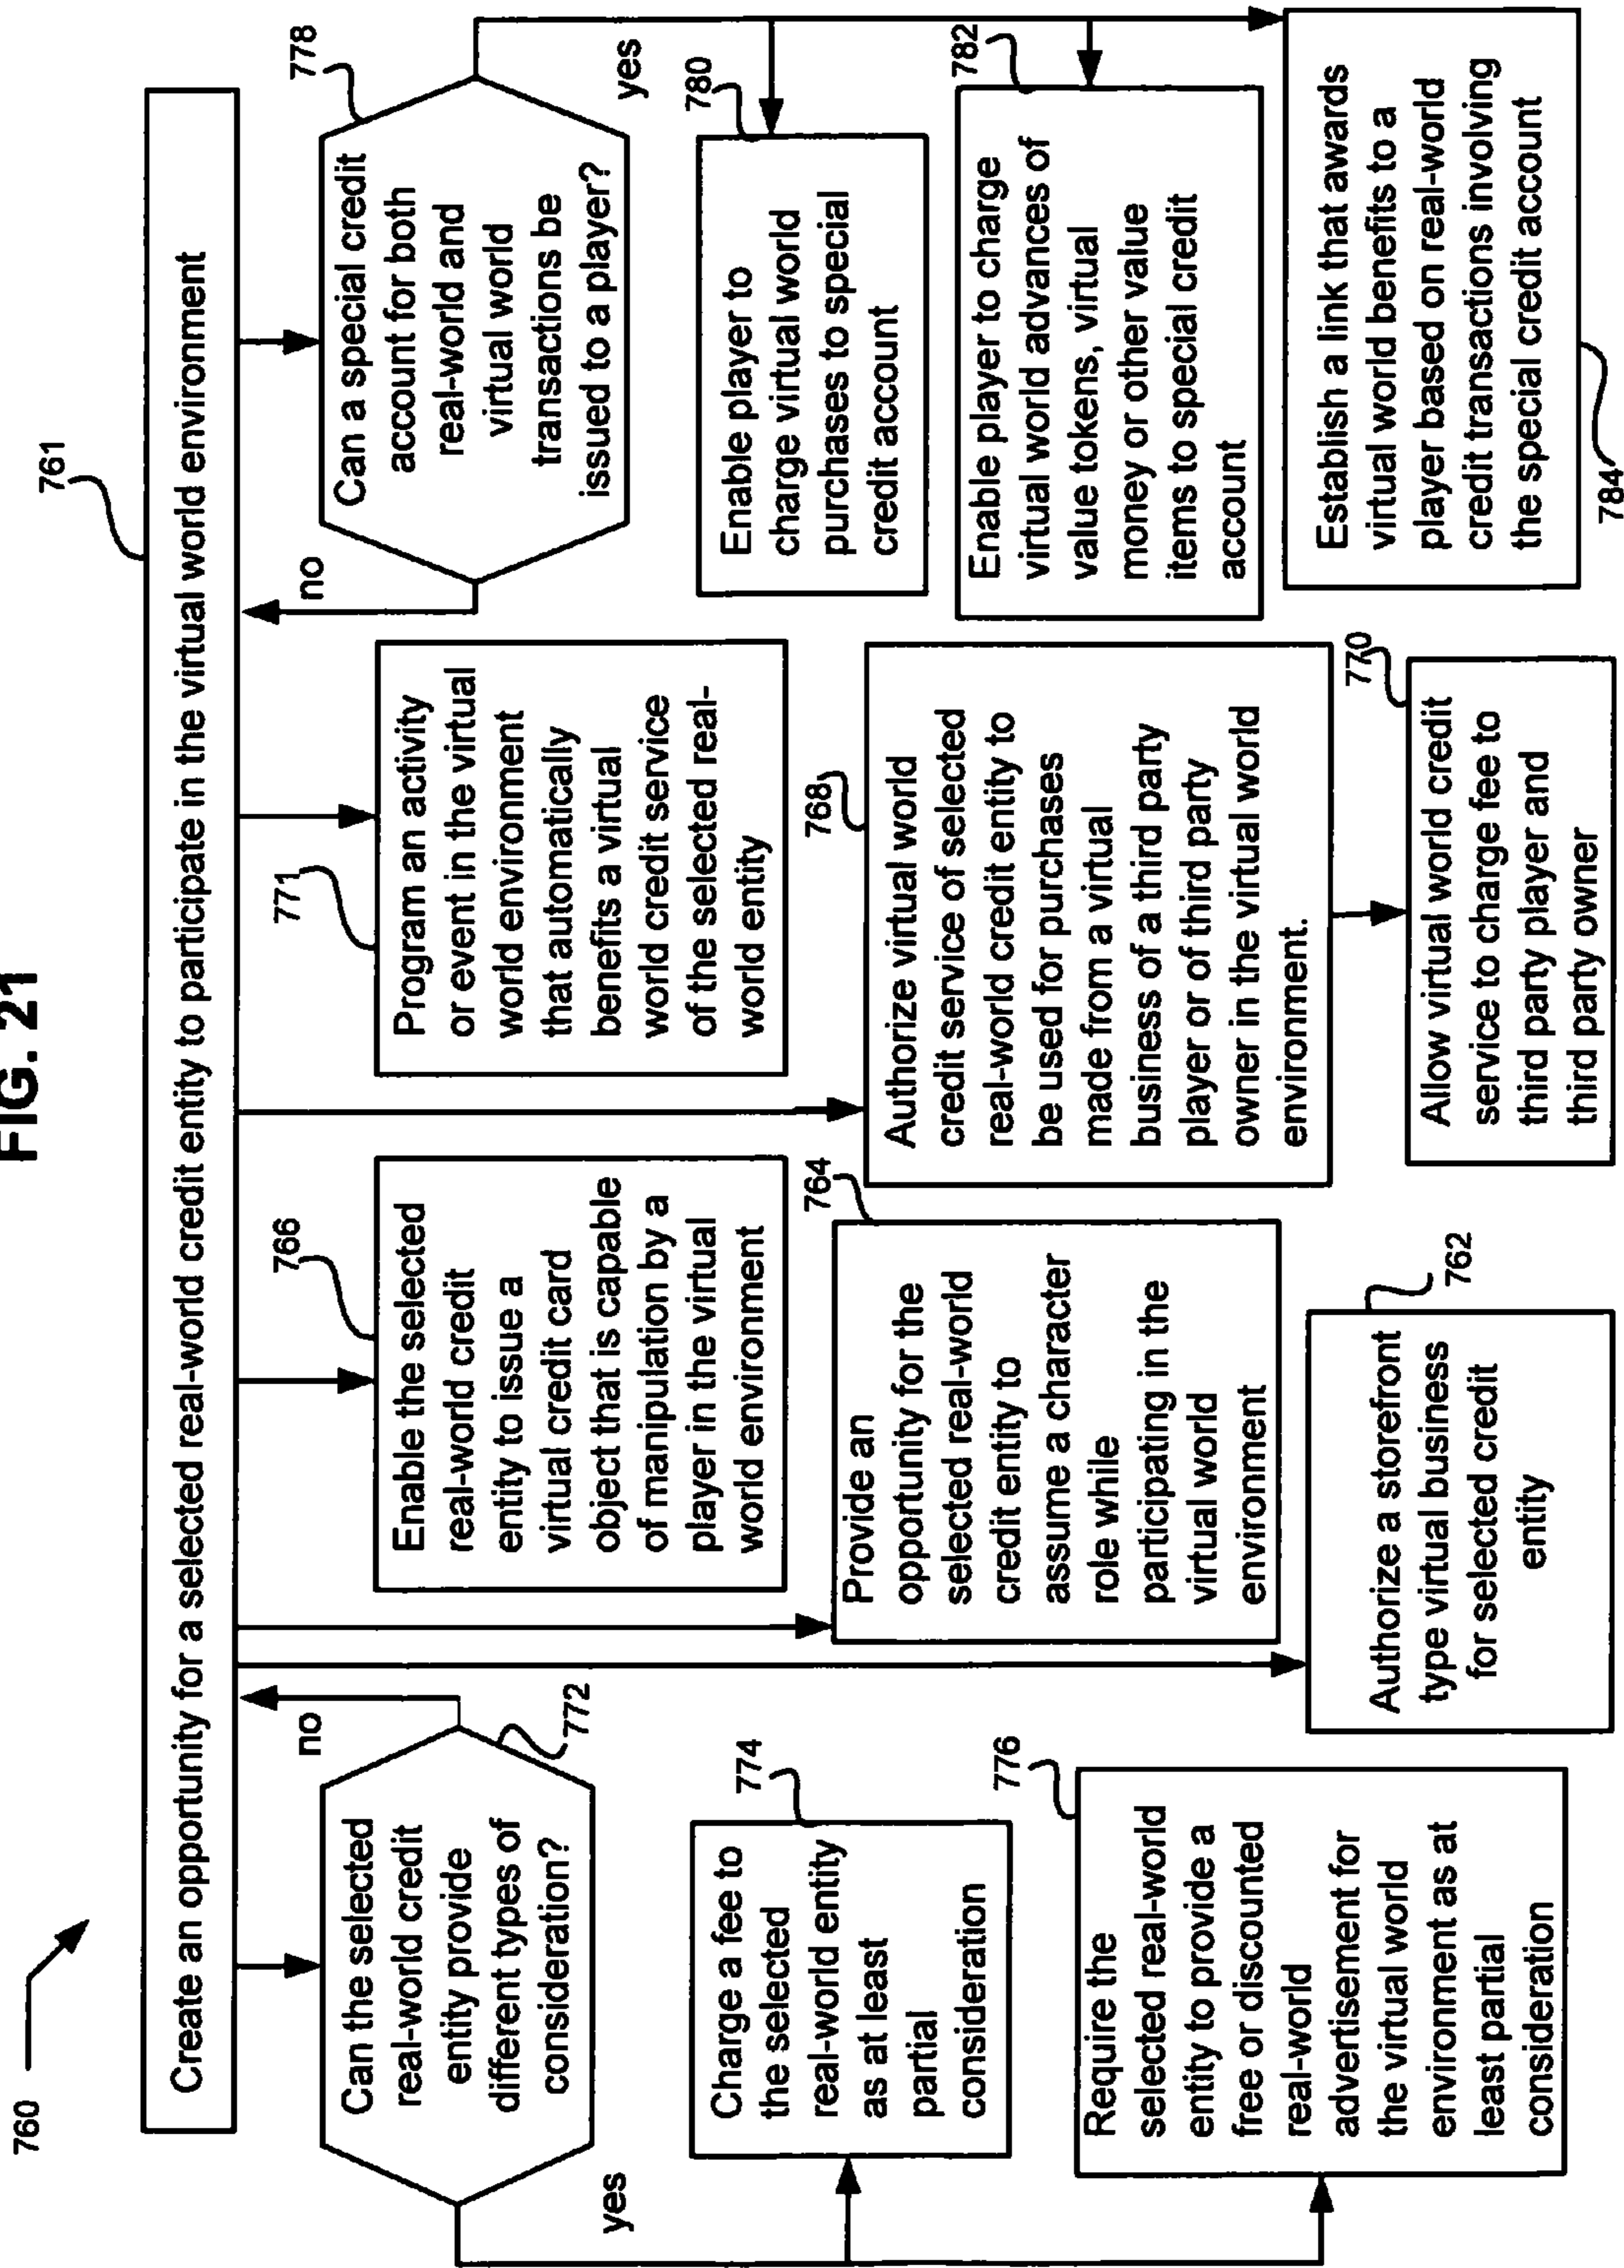 FIG. 21
760
761
Create an opportunity for a selected real-world credit entity to participate in the virtual world environment
Can the selected
real-world credit
entity provide
different types of
consideration?
772
no
yes
774
Charge a fee to
the selected
real-world entity
as at least
partial
consideration
776
Require the
selected real-world
entity to provide a
free or discounted
real-world
advertisement for
the virtual world
environment as at
least partial
consideration
766
Enable the selected
real-world credit
entity to issue a
virtual credit card
object that is capable
of manipulation by a
player in the virtual
world environment
764
Provide an
opportunity for the
selected real-world
credit entity to
assume a character
role while
participating in the
virtual world
environment
762
Authorize a storefront
type virtual business
for selected credit
entity
771
Program an activity
or event in the virtual
world environment
that automatically
benefits a virtual
world credit service
of the selected real-
world entity
768
Authorize virtual world
credit service of selected
real-world credit entity to
be used for purchases
made from a virtual
business of a third party
player or of third party
owner in the virtual world
environment.
770
Allow virtual world credit
service to charge fee to
third party player and
third party owner
778
Can a special credit
account for both
real-world and
virtual world
transactions be
issued to a player?
no
yes
780
Enable player to
charge virtual world
purchases to special
credit account
782
Enable player to charge
virtual world advances of
value tokens, virtual
money or other value
items to special credit
account
Establish a link that awards
virtual world benefits to a
player based on real-world
credit transactions involving
the special credit account
784